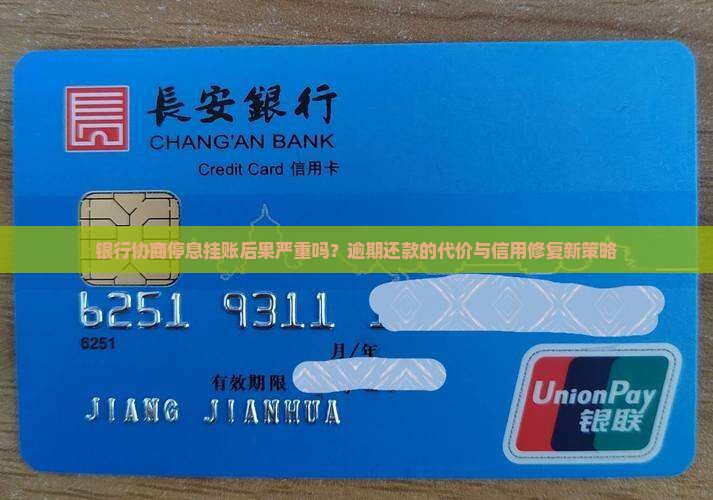 長安銀行
CHANG'AN BANK
Credit Card 信用卡
银行协商停息挂账后果严重吗？逾期还款的代价与信用修复新策略
6251 9311 1
6251
月/年
有效期限
JIANG JIANHUA
UnionPay
银联